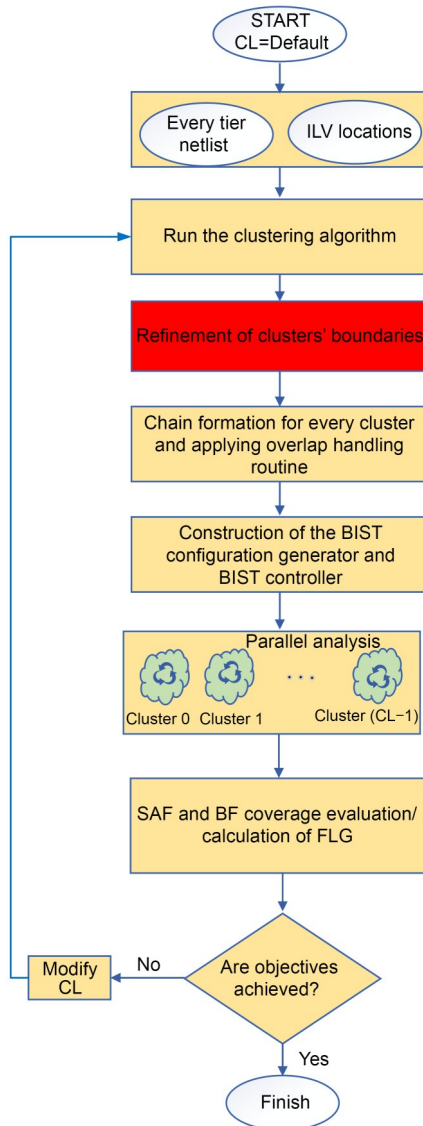 START
CL=Default
Every tier
netlist
ILV locations
Run the clustering algorithm
Refinement of clusters' boundaries
Chain formation for every cluster
and applying overlap handling
routine
Construction of the BIST
configuration generator and
BIST controller
Parallel analysis
...
Cluster 0 Cluster 1 Cluster (CL−1)
SAF and BF coverage evaluation/
calculation of FLG
Are objectives
achieved?
No
Modify
CL
Yes
Finish